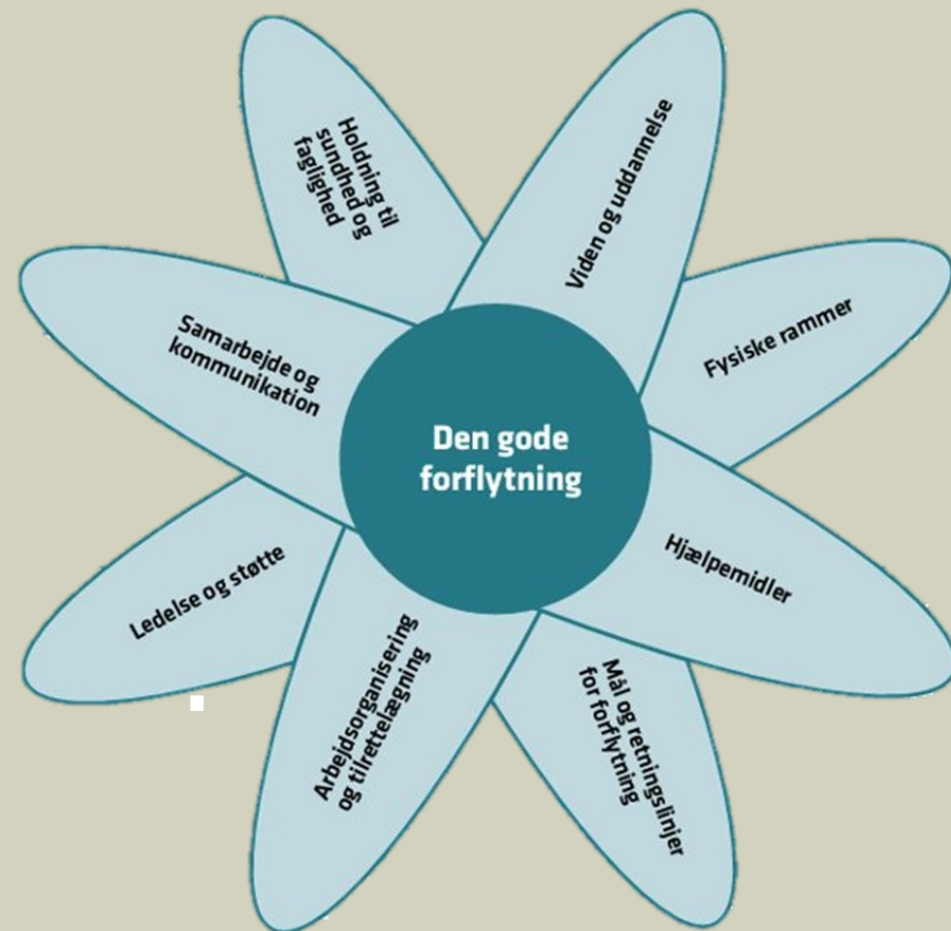 Holdning til
sundhed og
faglighed
Viden og uddannelse
Fysiske rammer
Samarbejde og
kommunikation
Den gode
forflytning
Hjælpemidler
Ledelse og støtte
Arbejdsorganisering
og tilrettelægning
Mål og retningslinjer
for forflytning